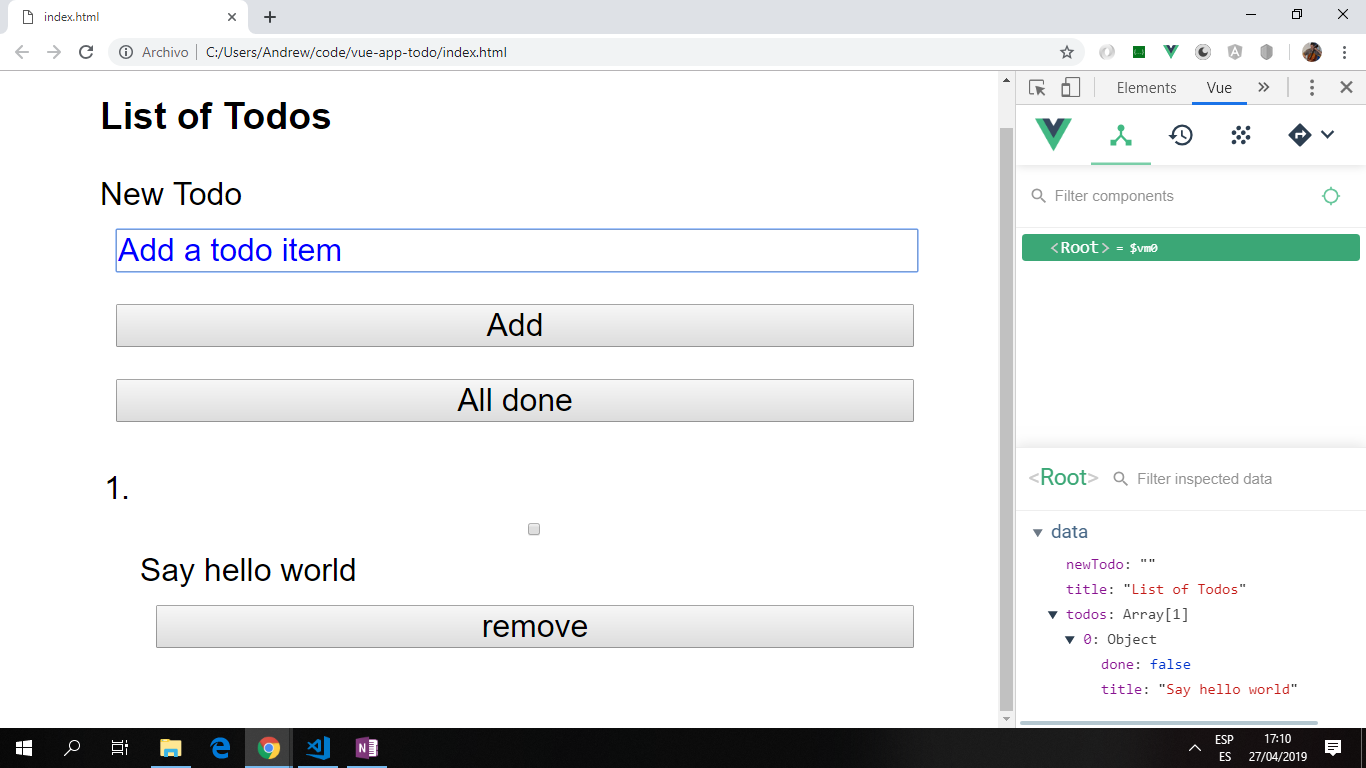 index.html
Archivo
C:/Users/Andrew/code/vue-app-todo/index.html
List of Todos
New Todo
Add a todo item
Add
All done
1.
Say hello world
remove
Elements Vue »
Filter components
<Root> = $vm0
<Root> Filter inspected data
data
newTodo: ""
title: "List of Todos"
todos: Array[1]
0: Object
done: false
title: "Say hello world"
ESP
ES
17:10
27/04/2019